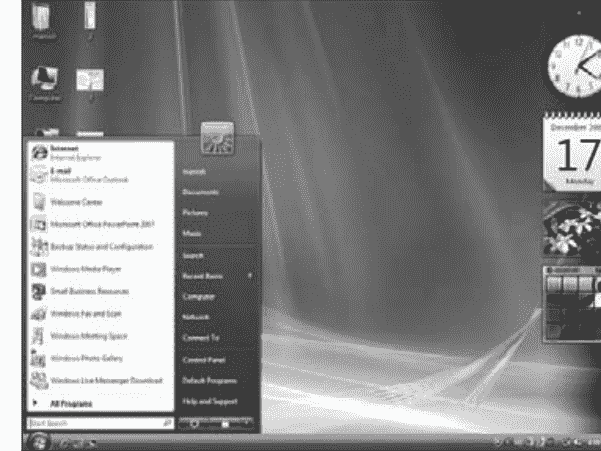 Computer
Internet
Internet Explorer
E-mail
Microsoft Office Outlook
Welcome Center
Microsoft Office PowerPoint 2007
Backup Status and Configuration
Windows Media Player
Small Business Resources
Windows Fax and Scan
Windows Meeting Space
Windows Photo Gallery
Windows Live Messenger Download
All Programs
Start Search
Documents
Pictures
Music
Search
Recent Items
Computer
Network
Connect To
Control Panel
Default Programs
Help and Support
12
December
17
Monday